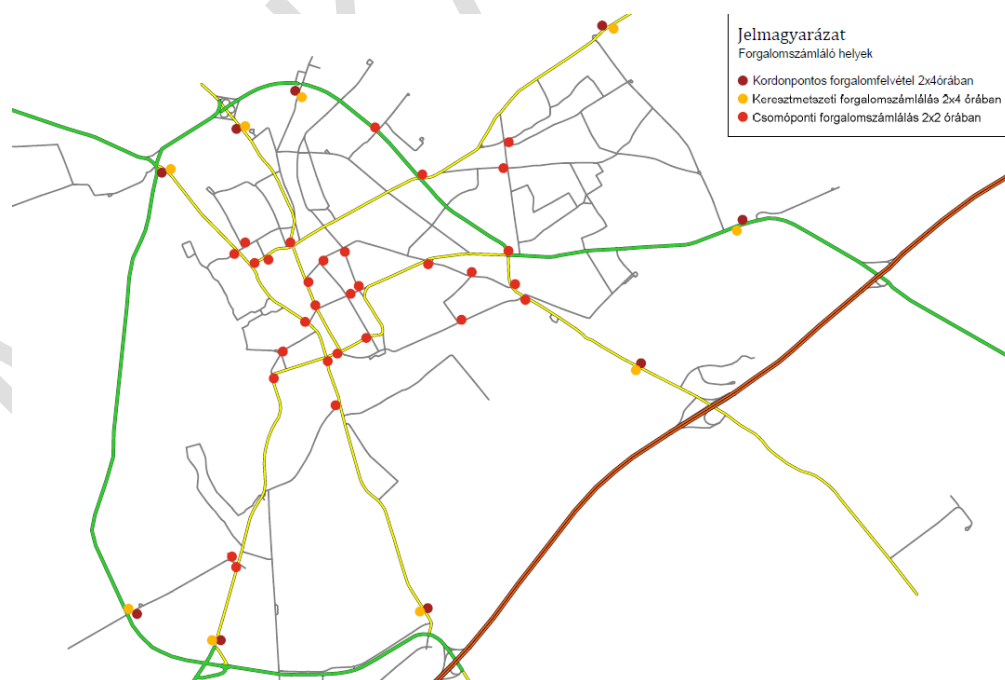 Jelmagyarázat
Forgalomszámláló helyek
Kordonpontos forgalomfelvétel 2x4órában
Keresztmetszeti forgalomszámlálás 2x4 órában
Csomóponti forgalomszámlálás 2x2 órában